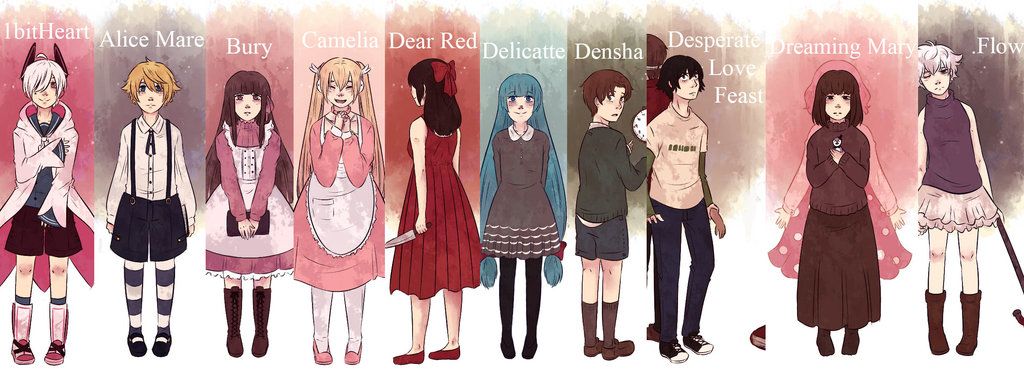 1bitHeart
Alice Mare
Bury
Camelia
Dear Red
Delicatte
Densha
Desperate
Love
Feast
Dreaming Mary
.Flow